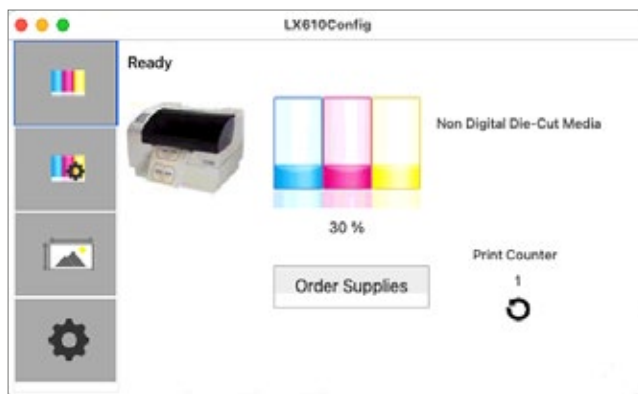 LX610Config
Ready
Non Digital Die-Cut Media
30 %
Print Counter
1
Order Supplies